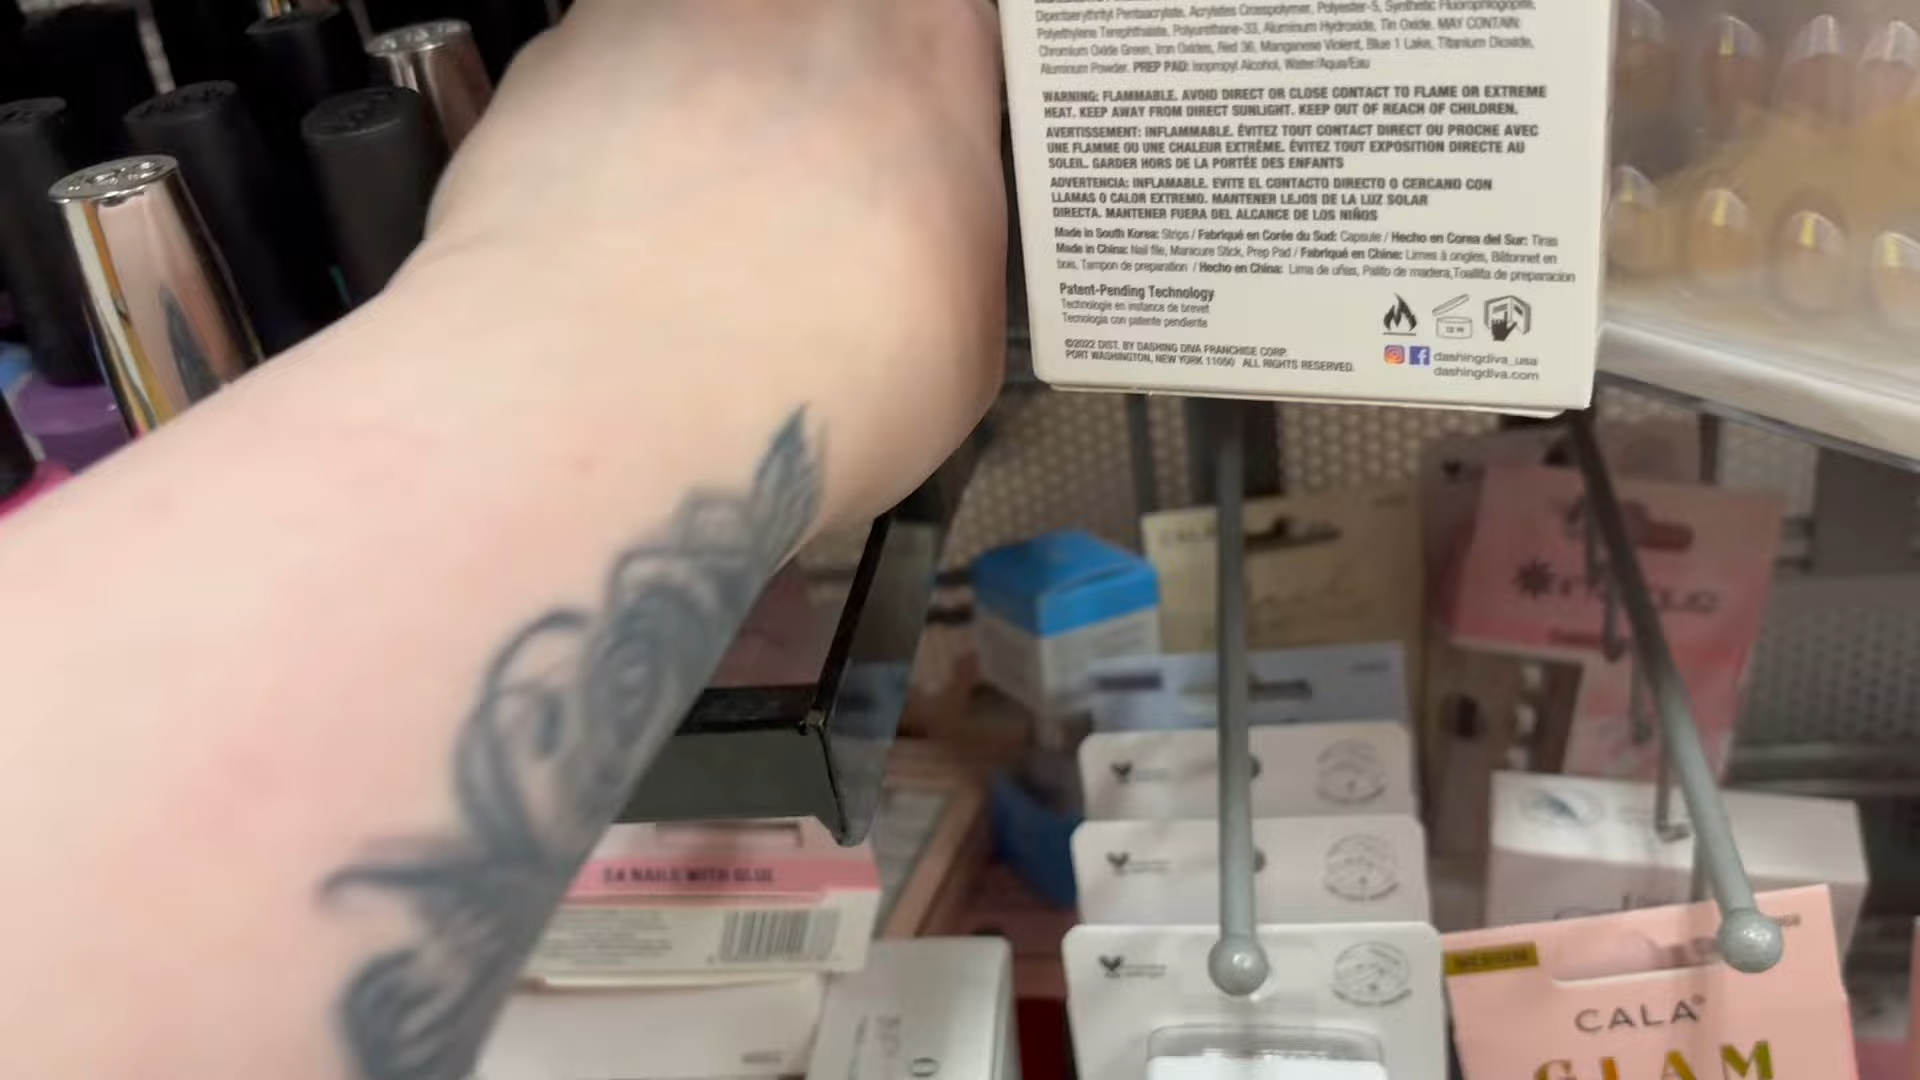 Dipentaerythrityl Pentaacrylate, Acrylates Crosspolymer, Polyester-5, Synthetic Fluorophlogopite,
Polyethylene Terephthalate, Polyurethane-33, Aluminum Hydroxide, Tin Oxide. MAY CONTAIN:
Chromium Oxide Green, Iron Oxides, Red 36, Manganese Violent, Blue 1 Lake, Titanium Dioxide,
Aluminum Powder. PREP PAD: Isopropyl Alcohol, Water/Aqua/Eau
WARNING: FLAMMABLE. AVOID DIRECT OR CLOSE CONTACT TO FLAME OR EXTREME
HEAT. KEEP AWAY FROM DIRECT SUNLIGHT. KEEP OUT OF REACH OF CHILDREN.
AVERTISSEMENT: INFLAMMABLE. ÉVITEZ TOUT CONTACT DIRECT OU PROCHE AVEC
UNE FLAMME OU UNE CHALEUR EXTRÊME. ÉVITEZ TOUT EXPOSITION DIRECTE AU
SOLEIL. GARDER HORS DE LA PORTÉE DES ENFANTS
ADVERTENCIA: INFLAMABLE. EVITE EL CONTACTO DIRECTO O CERCANO CON
LLAMAS O CALOR EXTREMO. MANTENER LEJOS DE LA LUZ SOLAR
DIRECTA. MANTENER FUERA DEL ALCANCE DE LOS NIÑOS
Made in South Korea: Strips / Fabriqué en Corée du Sud: Capsule / Hecho en Corea del Sur: Tiras
Made in China: Nail file, Manicure Stick, Prep Pad / Fabriqué en Chine: Limes à ongles, Bâtonnet en
bois, Tampon de preparation / Hecho en China: Lima de uñas, Palito de madera, Toallita de preparacion
Patent-Pending Technology
Technologie en instance de brevet
Tecnologia con patente pendiente
12 M
©2022 DIST. BY DASHING DIVA FRANCHISE CORP.
PORT WASHINGTON, NEW YORK 11050 ALL RIGHTS RESERVED.
dashingdiva_usa
dashingdiva.com
CALA
24 NAILS WITH GLUE
MEDIUM
CALA®
GLAM